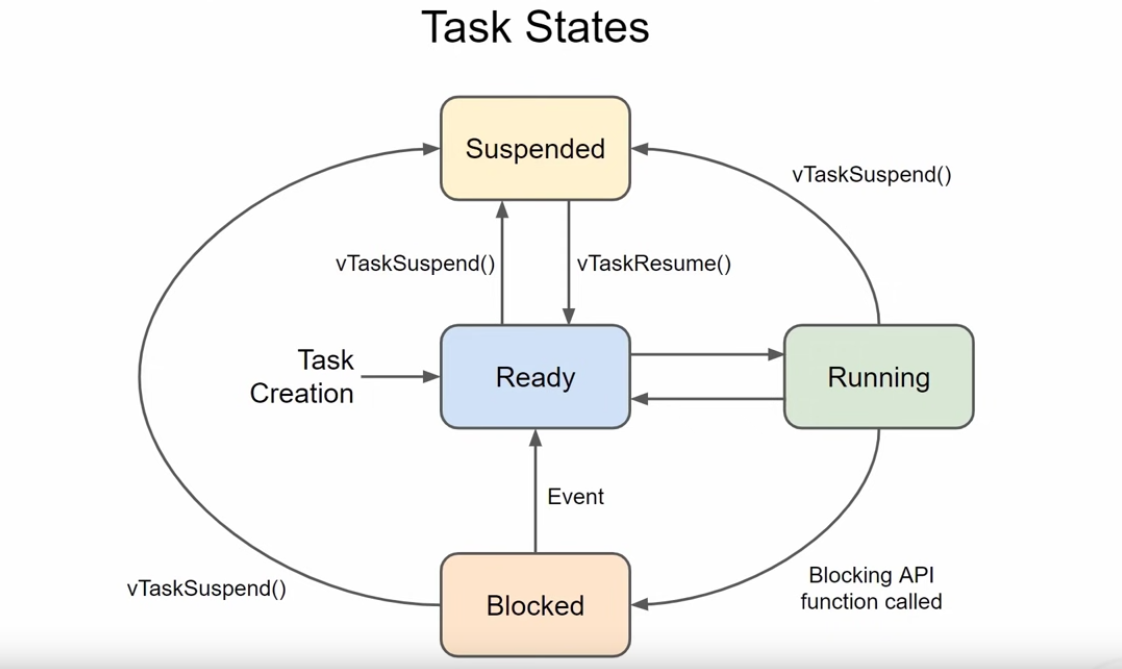 Task States
Suspended
vTaskSuspend()
vTaskSuspend()
vTaskResume()
Task
Creation
Ready
Running
Event
vTaskSuspend()
Blocked
Blocking API
function called